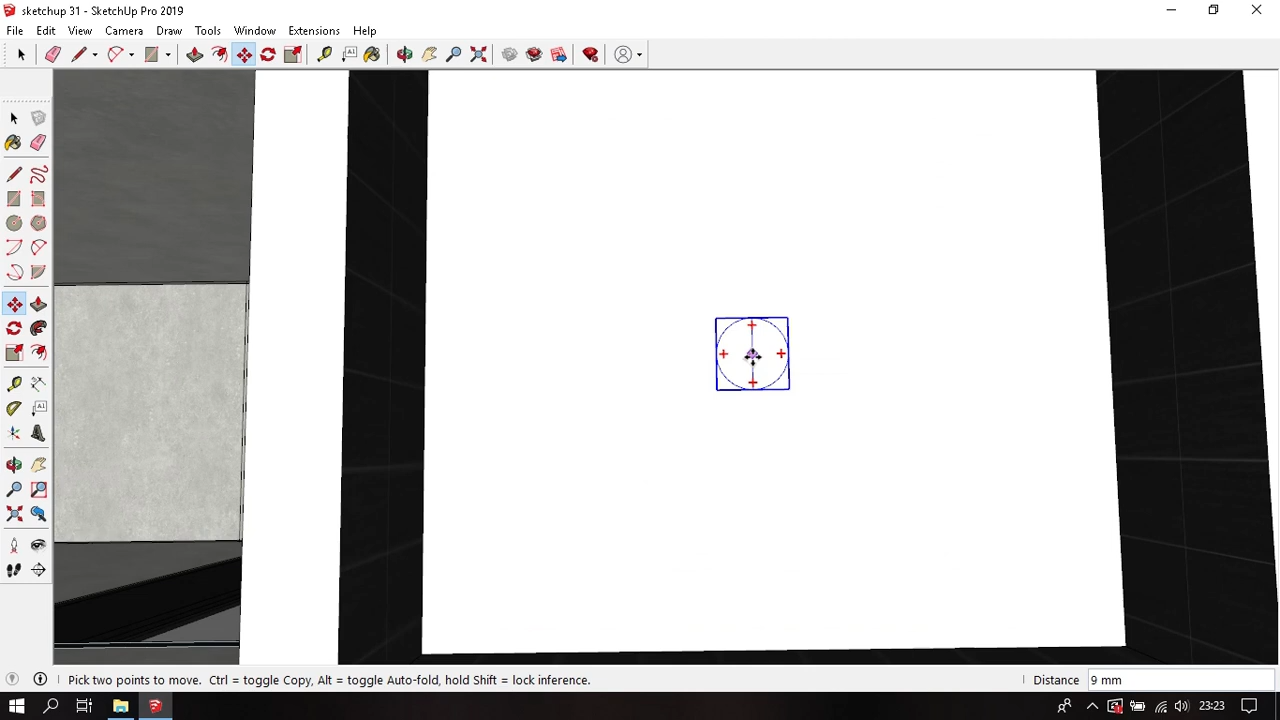 sketchup 31 - SketchUp Pro 2019
File Edit View Camera Draw Tools Window Extensions Help
Pick two points to move. Ctrl = toggle Copy, Alt = toggle Auto-fold, hold Shift = lock inference.
Distance 9 mm
23:23